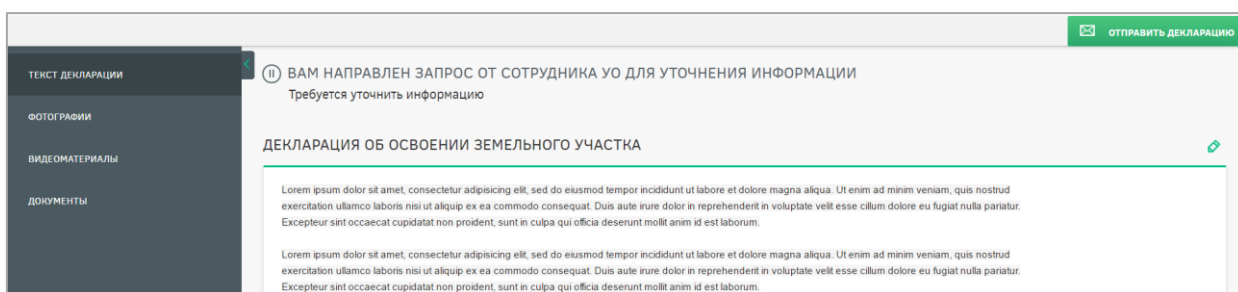 ОТПРАВИТЬ ДЕКЛАРАЦИЮ
ТЕКСТ ДЕКЛАРАЦИИ
ФОТОГРАФИИ
ВИДЕОМАТЕРИАЛЫ
ДОКУМЕНТЫ
ВАМ НАПРАВЛЕН ЗАПРОС ОТ СОТРУДНИКА УО ДЛЯ УТОЧНЕНИЯ ИНФОРМАЦИИ
Требуется уточнить информацию
ДЕКЛАРАЦИЯ ОБ ОСВОЕНИИ ЗЕМЕЛЬНОГО УЧАСТКА
Lorem ipsum dolor sit amet, consectetur adipisicing elit, sed do eiusmod tempor incididunt ut labore et dolore magna aliqua. Ut enim ad minim veniam, quis nostrud
exercitation ullamco laboris nisi ut aliquip ex ea commodo consequat. Duis aute irure dolor in reprehenderit in voluptate velit esse cillum dolore eu fugiat nulla pariatur.
Excepteur sint occaecat cupidatat non proident, sunt in culpa qui officia deserunt mollit anim id est laborum.
Lorem ipsum dolor sit amet, consectetur adipisicing elit, sed do eiusmod tempor incididunt ut labore et dolore magna aliqua. Ut enim ad minim veniam, quis nostrud
exercitation ullamco laboris nisi ut aliquip ex ea commodo consequat. Duis aute irure dolor in reprehenderit in voluptate velit esse cillum dolore eu fugiat nulla pariatur.
Excepteur sint occaecat cupidatat non proident, sunt in culpa qui officia deserunt mollit anim id est laborum.